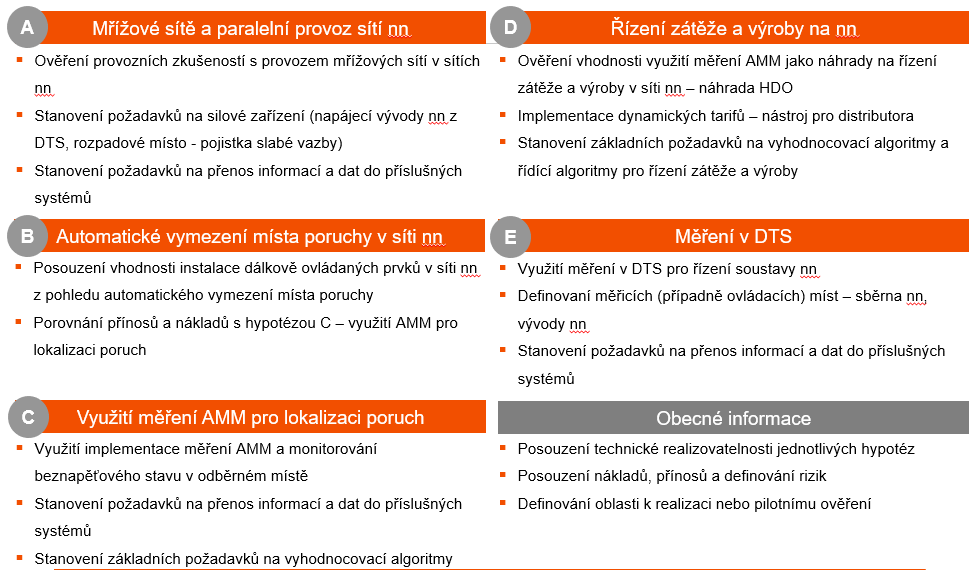 A
Mřížové sítě a paralelní provoz sítí nn
Ověření provozních zkušeností s provozem mřížových sítí v sítích
nn
Stanovení požadavků na silové zařízení (napájecí vývody nn z
DTS, rozpadové místo - pojistka slabé vazby)
Stanovení požadavků na přenos informací a dat do příslušných
systémů
B
Automatické vymezení místa poruchy v síti nn
Posouzení vhodnosti instalace dálkově ovládaných prvků v síti nn
z pohledu automatického vymezení místa poruchy
Porovnání přínosů a nákladů s hypotézou C – využití AMM pro
lokalizaci poruch
C
Využití měření AMM pro lokalizaci poruch
Využití implementace měření AMM a monitorování
beznapěťového stavu v odběrném místě
Stanovení požadavků na přenos informací a dat do příslušných
systémů
Stanovení základních požadavků na vyhodnocovací algoritmy
D
Řízení zátěže a výroby na nn
Ověření vhodnosti využití měření AMM jako náhrady na řízení
zátěže a výroby v síti nn – náhrada HDO
Implementace dynamických tarifů – nástroj pro distributora
Stanovení základních požadavků na vyhodnocovací algoritmy a
řídící algoritmy pro řízení zátěže a výroby
E
Měření v DTS
Využití měření v DTS pro řízení soustavy nn
Definovaní měřicích (případně ovládacích) míst – sběrna nn,
vývody nn
Stanovení požadavků na přenos informací a dat do příslušných
systémů
Obecné informace
Posouzení technické realizovatelnosti jednotlivých hypotéz
Posouzení nákladů, přínosů a definování rizik
Definování oblasti k realizaci nebo pilotnímu ověření